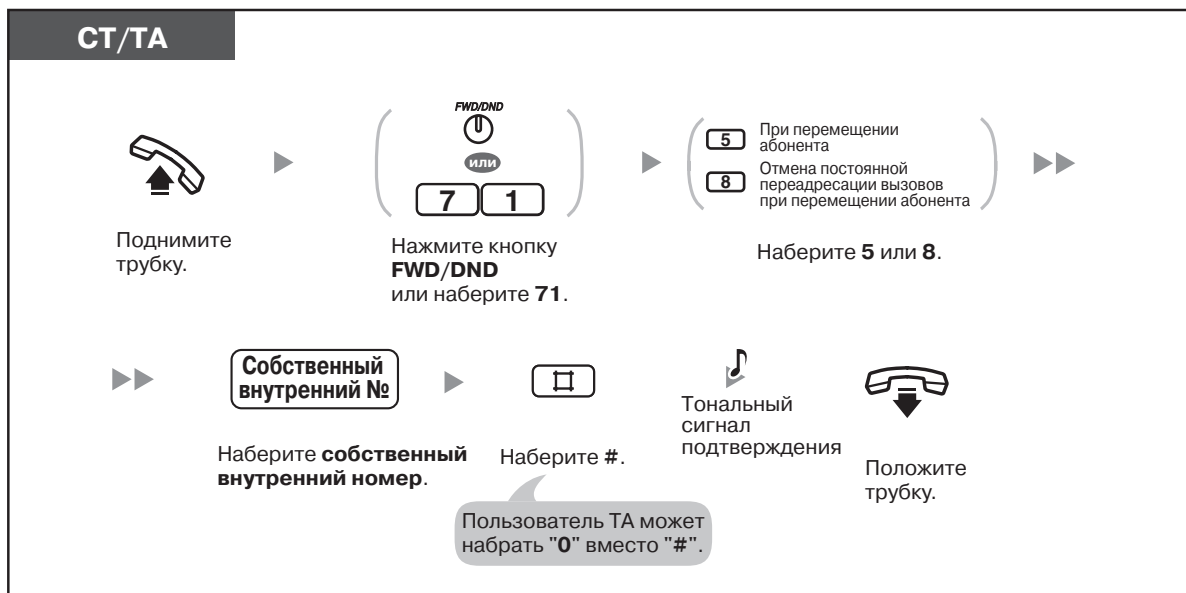 СТ/ТА
FWD/DND
или
7 1
5 При перемещении
абонента
8 Отмена постоянной
переадресации вызовов
при перемещении абонента
Поднимите
трубку.
Нажмите кнопку
FWD/DND
или наберите 71.
Наберите 5 или 8.
Собственный
внутренний №
Наберите собственный
внутренний номер.
#
Наберите #.
Тональный
сигнал
подтверждения
Положите
трубку.
Пользователь ТА может
набрать "0" вместо "#".